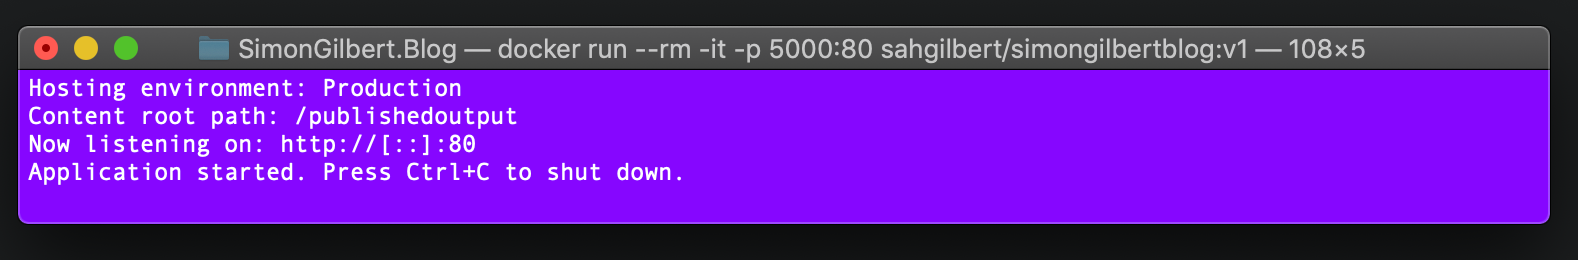 SimonGilbert.Blog — docker run --rm -it -p 5000:80 sahgilbert/simongilbertblog:v1 — 108×5
Hosting environment: Production
Content root path: /publishedoutput
Now listening on: http://[::]:80
Application started. Press Ctrl+C to shut down.